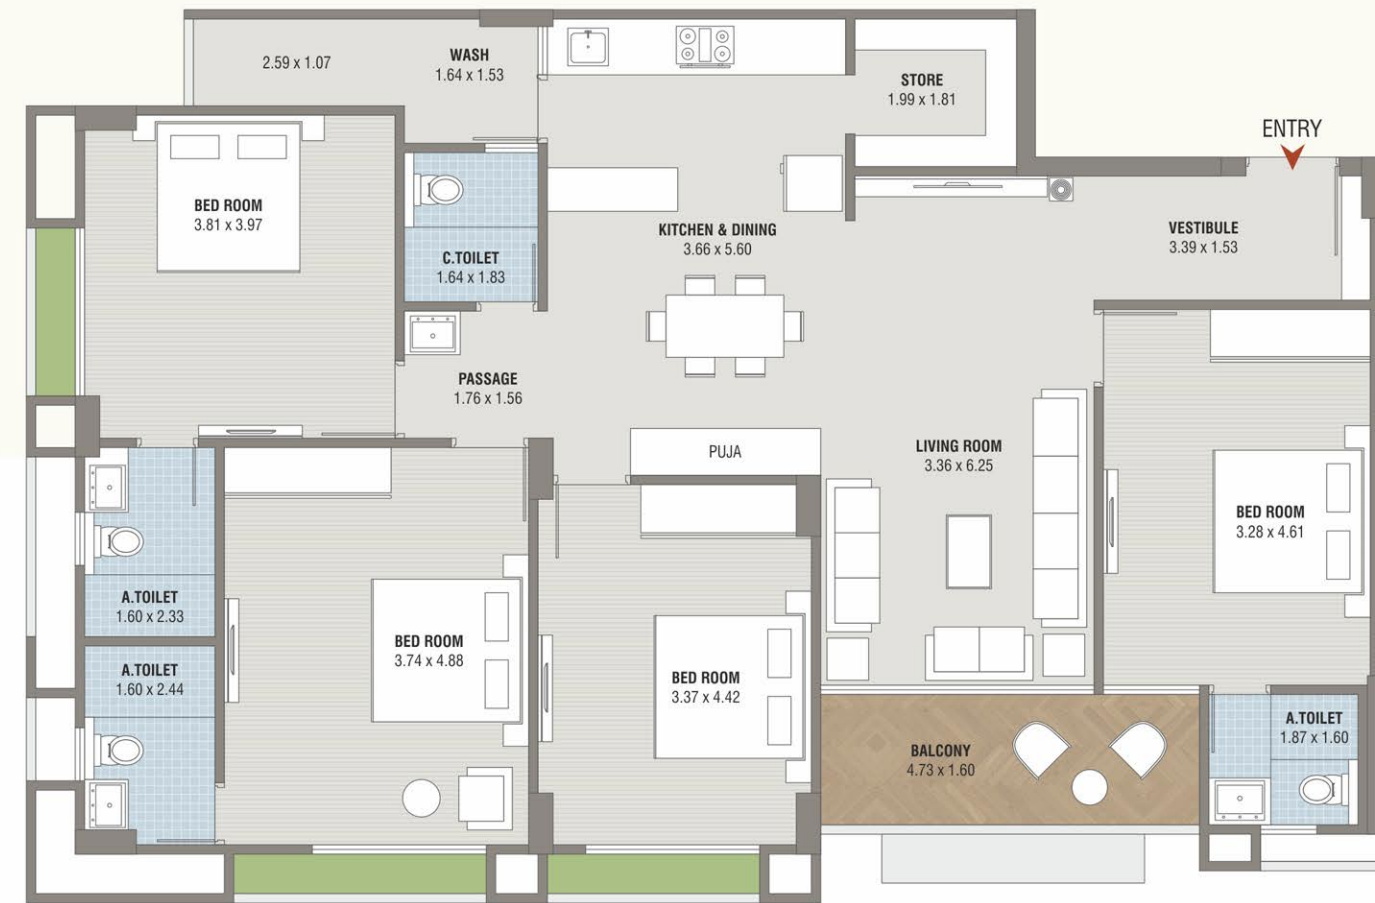 2.59 x 1.07
WASH
1.64 x 1.53
STORE
1.99 x 1.81
ENTRY
BED ROOM
3.81 x 3.97
C.TOILET
1.64 x 1.83
KITCHEN & DINING
3.66 x 5.60
VESTIBULE
3.39 x 1.53
PASSAGE
1.76 x 1.56
PUJA
LIVING ROOM
3.36 x 6.25
BED ROOM
3.28 x 4.61
A.TOILET
1.60 x 2.33
A.TOILET
1.60 x 2.44
BED ROOM
3.74 x 4.88
BED ROOM
3.37 x 4.42
BALCONY
4.73 x 1.60
A.TOILET
1.87 x 1.60